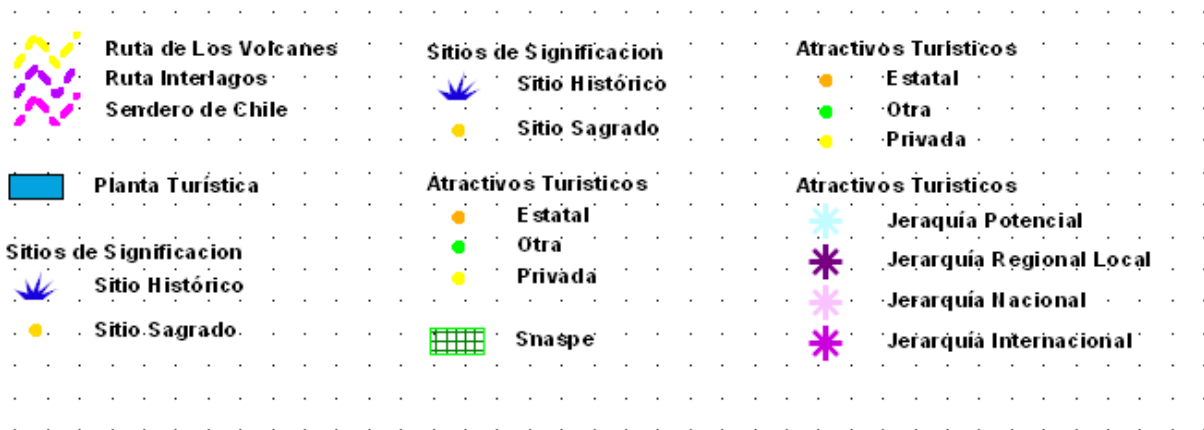 Ruta de Los Volcanes
Ruta Interlagos
Sendero de Chile
Planta Turística
Sitios de Significacion
Sitio Histórico
Sitio Sagrado
Sitios de Significacion
Sitio Histórico
Sitio Sagrado
Atractivos Turisticos
Estatal
Otra
Privada
Snaspe
Atractivos Turísticos
Estatal
Otra
Privada
Atractivos Turisticos
Jeraquía Potencial
Jerarquía Regional Local
Jerarquía Nacional
Jerarquía Internacional